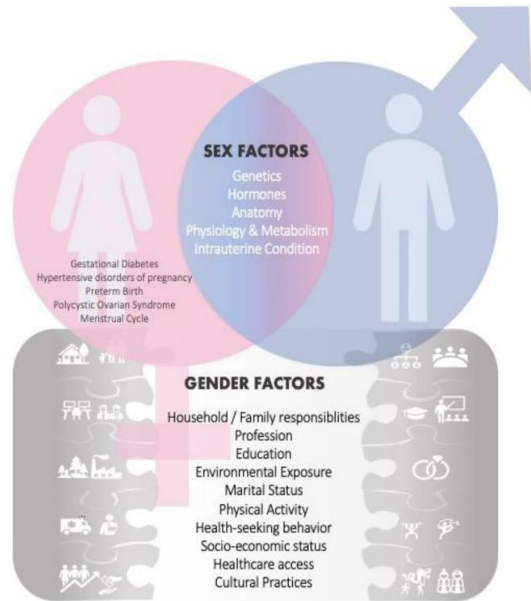 SEX FACTORS
Genetics
Hormones
Anatomy
Physiology & Metabolism
Intrauterine Condition
Gestational Diabetes
Hypertensive disorders of pregnancy
Preterm Birth
Polycystic Ovarian Syndrome
Menstrual Cycle
GENDER FACTORS
Household / Family responsiblities
Profession
Education
Environmental Exposure
Marital Status
Physical Activity
Health-seeking behavior
Socio-economic status
Healthcare access
Cultural Practices